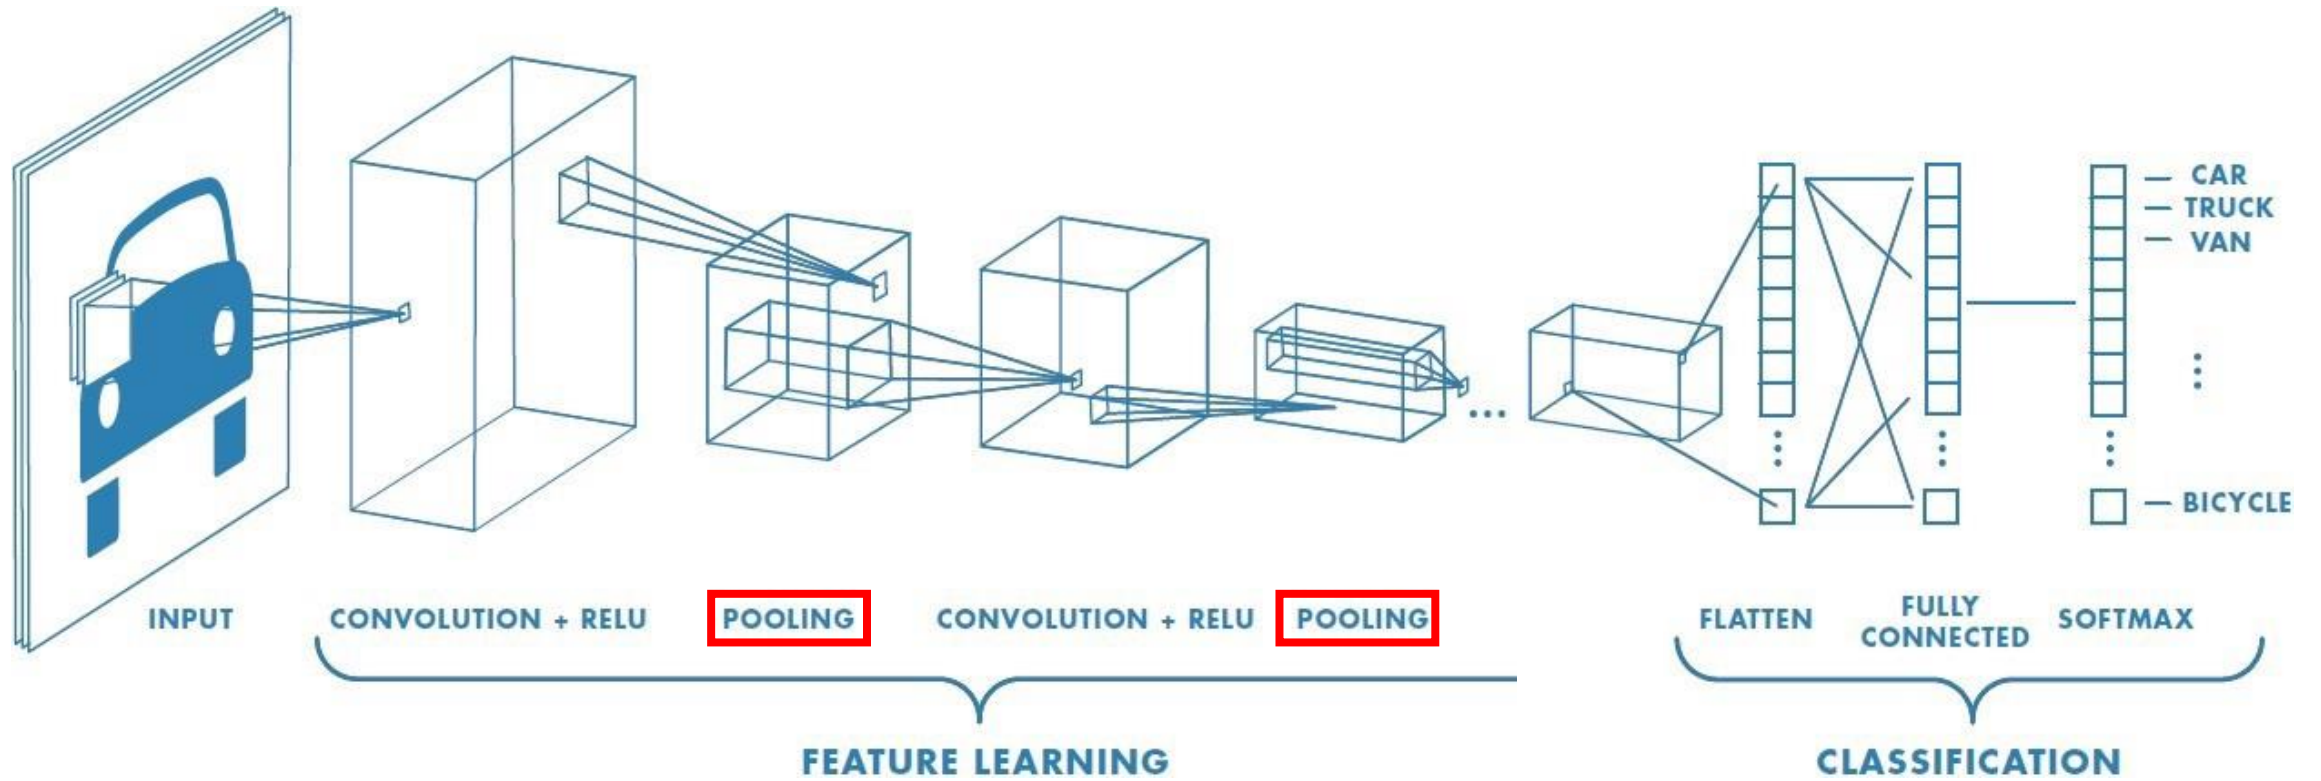 CAR
TRUCK
VAN
BICYCLE
INPUT
CONVOLUTION + RELU
POOLING
CONVOLUTION + RELU
POOLING
FLATTEN
FULLY
CONNECTED
SOFTMAX
FEATURE LEARNING
CLASSIFICATION